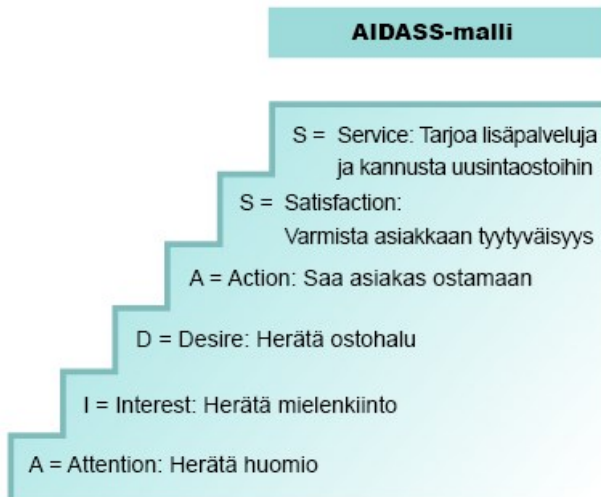 AIDASS-malli
S = Service: Tarjoa lisäpalveluja
ja kannusta uusintaostoihin
S = Satisfaction:
Varmista asiakkaan tyytyväisyys
A = Action: Saa asiakas ostamaan
D = Desire: Herätä ostohalu
I = Interest: Herätä mielenkiinto
A = Attention: Herätä huomio